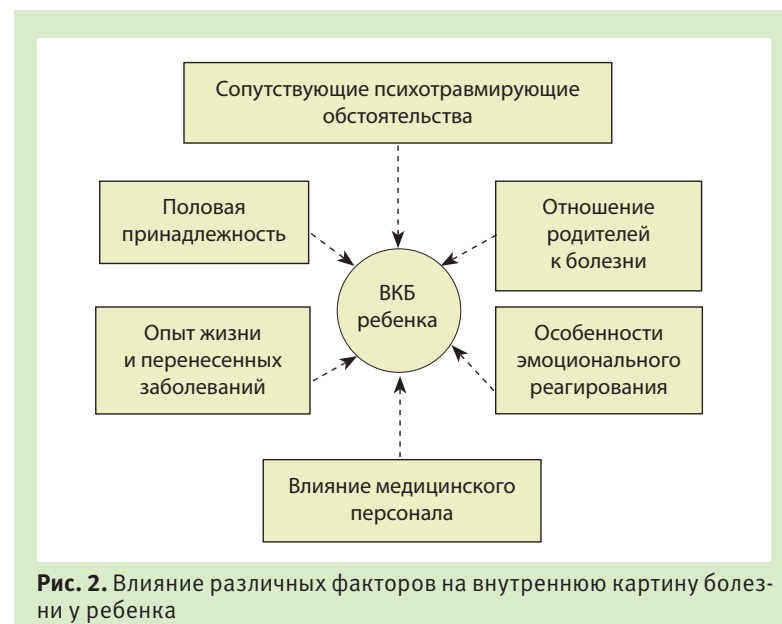 Сопутствующие психотравмирующие
обстоятельства
Половая
принадлежность
Отношение
родителей
к болезни
ВКБ
ребенка
Опыт жизни
и перенесенных
заболеваний
Особенности
эмоционального
реагирования
Влияние медицинского
персонала
Рис. 2. Влияние различных факторов на внутреннюю картину болез-
ни у ребенка